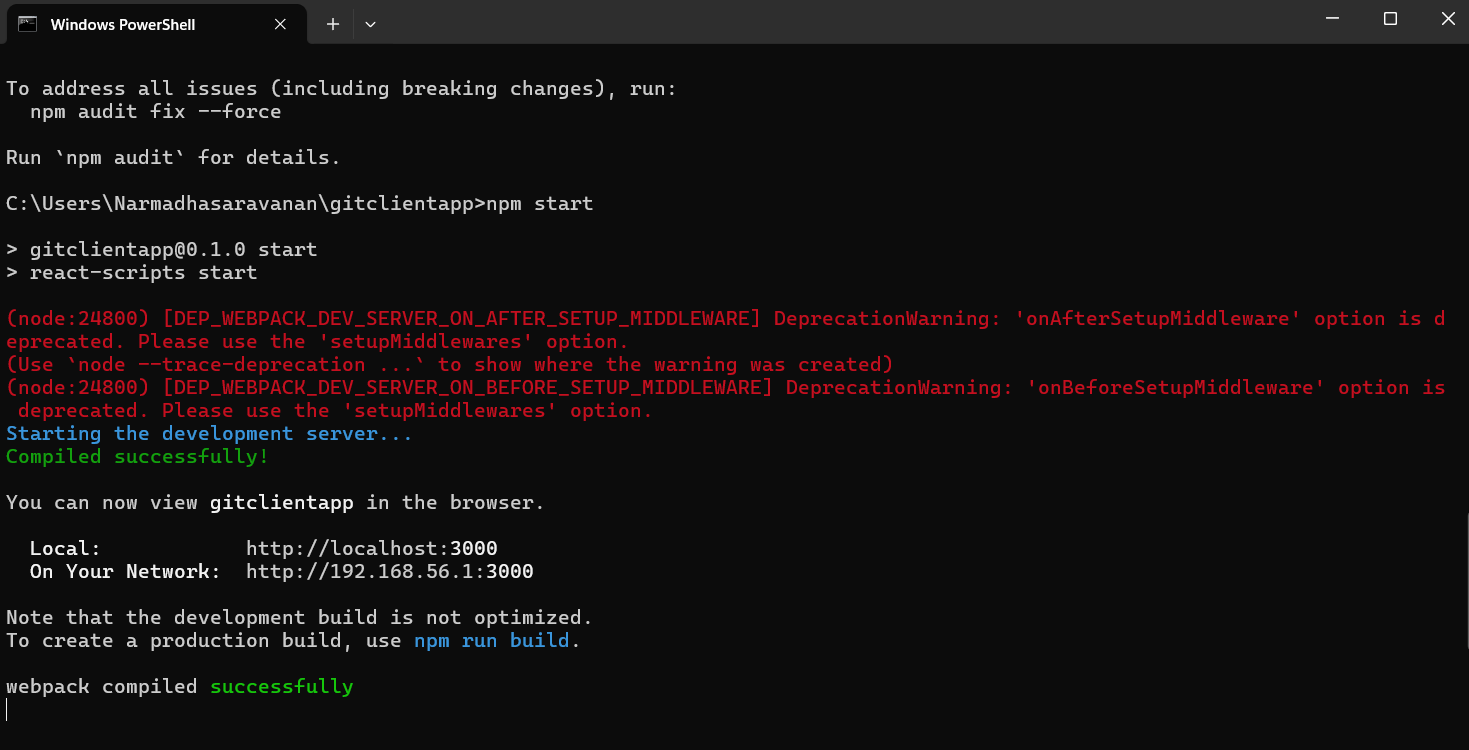 Windows PowerShell
To address all issues (including breaking changes), run:
  npm audit fix --force
Run `npm audit` for details.
C:\Users\Narmadhasaravanan\gitclientapp>npm start
> gitclientapp@0.1.0 start
> react-scripts start
(node:24800) [DEP_WEBPACK_DEV_SERVER_ON_AFTER_SETUP_MIDDLEWARE] DeprecationWarning: 'onAfterSetupMiddleware' option is d
eprecated. Please use the 'setupMiddlewares' option.
(Use `node --trace-deprecation ...` to show where the warning was created)
(node:24800) [DEP_WEBPACK_DEV_SERVER_ON_BEFORE_SETUP_MIDDLEWARE] DeprecationWarning: 'onBeforeSetupMiddleware' option is
 deprecated. Please use the 'setupMiddlewares' option.
Starting the development server...
Compiled successfully!
You can now view gitclientapp in the browser.
  Local:            http://localhost:3000
  On Your Network:  http://192.168.56.1:3000
Note that the development build is not optimized.
To create a production build, use npm run build.
webpack compiled successfully